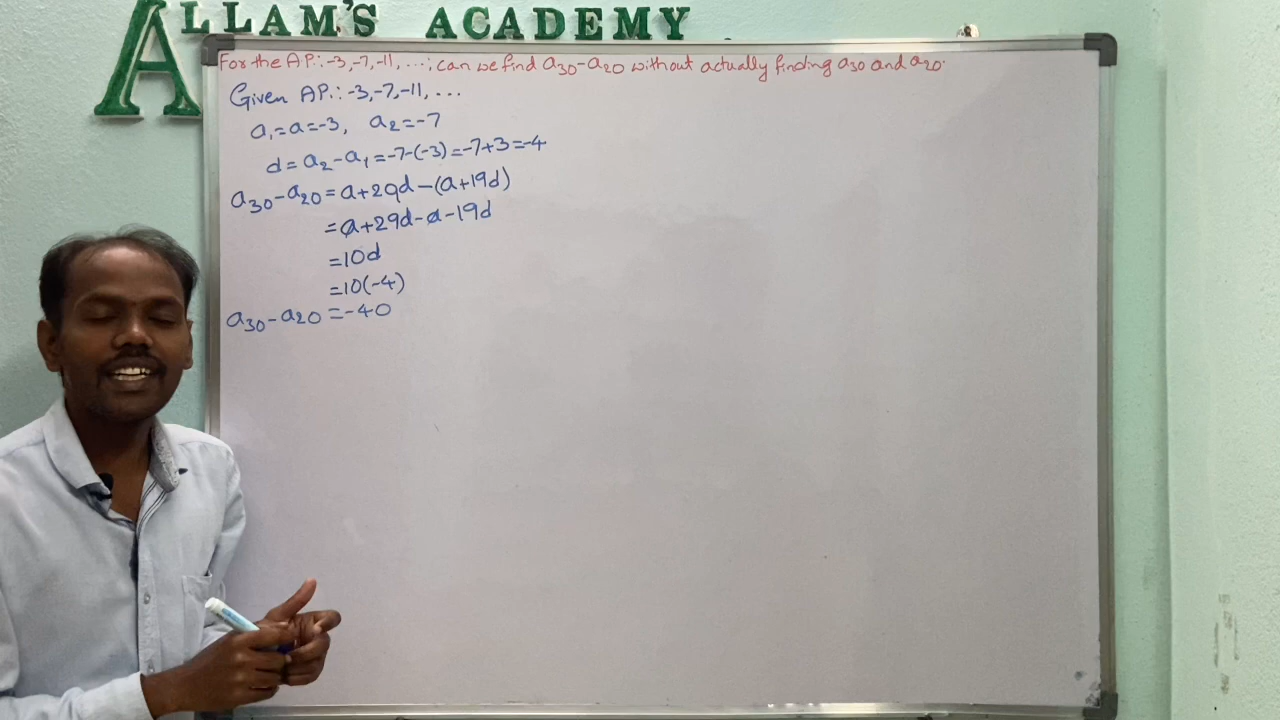 ALLAM'S ACADEMY
For the A.P.: -3, -7, -11, ...; can we find a₃₀-a₂₀ without actually finding a₃₀ and a₂₀.
Given AP.: -3, -7, -11, ...
a₁=a=-3, a₂=-7
d=a₂-a₁=-7-(-3)=-7+3=-4
a₃₀-a₂₀=a+29d-(a+19d)
=a+29d-a-19d
=10d
=10(-4)
a₃₀-a₂₀=-40